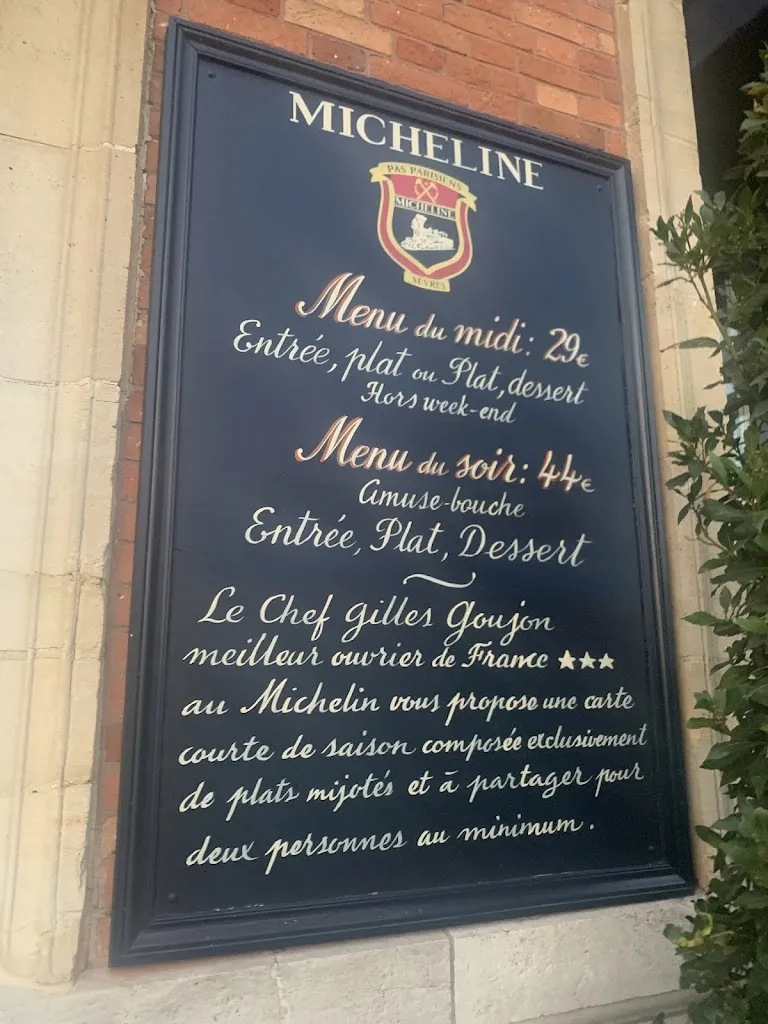 MICHELINE
PAS PARISIENS
MICHELINE
SÈVRES
Menu du midi: 29€
Entrée, plat ou Plat, dessert
Hors week-end
Menu du soir: 44€
Amuse-bouche
Entrée, Plat, Dessert
Le Chef Gilles Goujon
meilleur ouvrier de France ★★★
au Michelin vous propose une carte
courte de saison composée exclusivement
de plats mijotés et à partager pour
deux personnes au minimum.